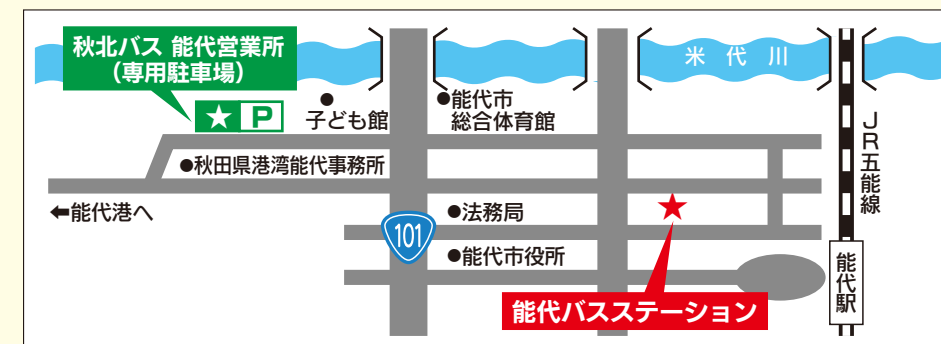 秋北バス 能代営業所
(専用駐車場)
米代川
★ P
●
子ども館
●能代市
総合体育館
JR五能線
●秋田県港湾能代事務所
←能代港へ
●法務局
★
101
●能代市役所
能代駅
能代バスステーション